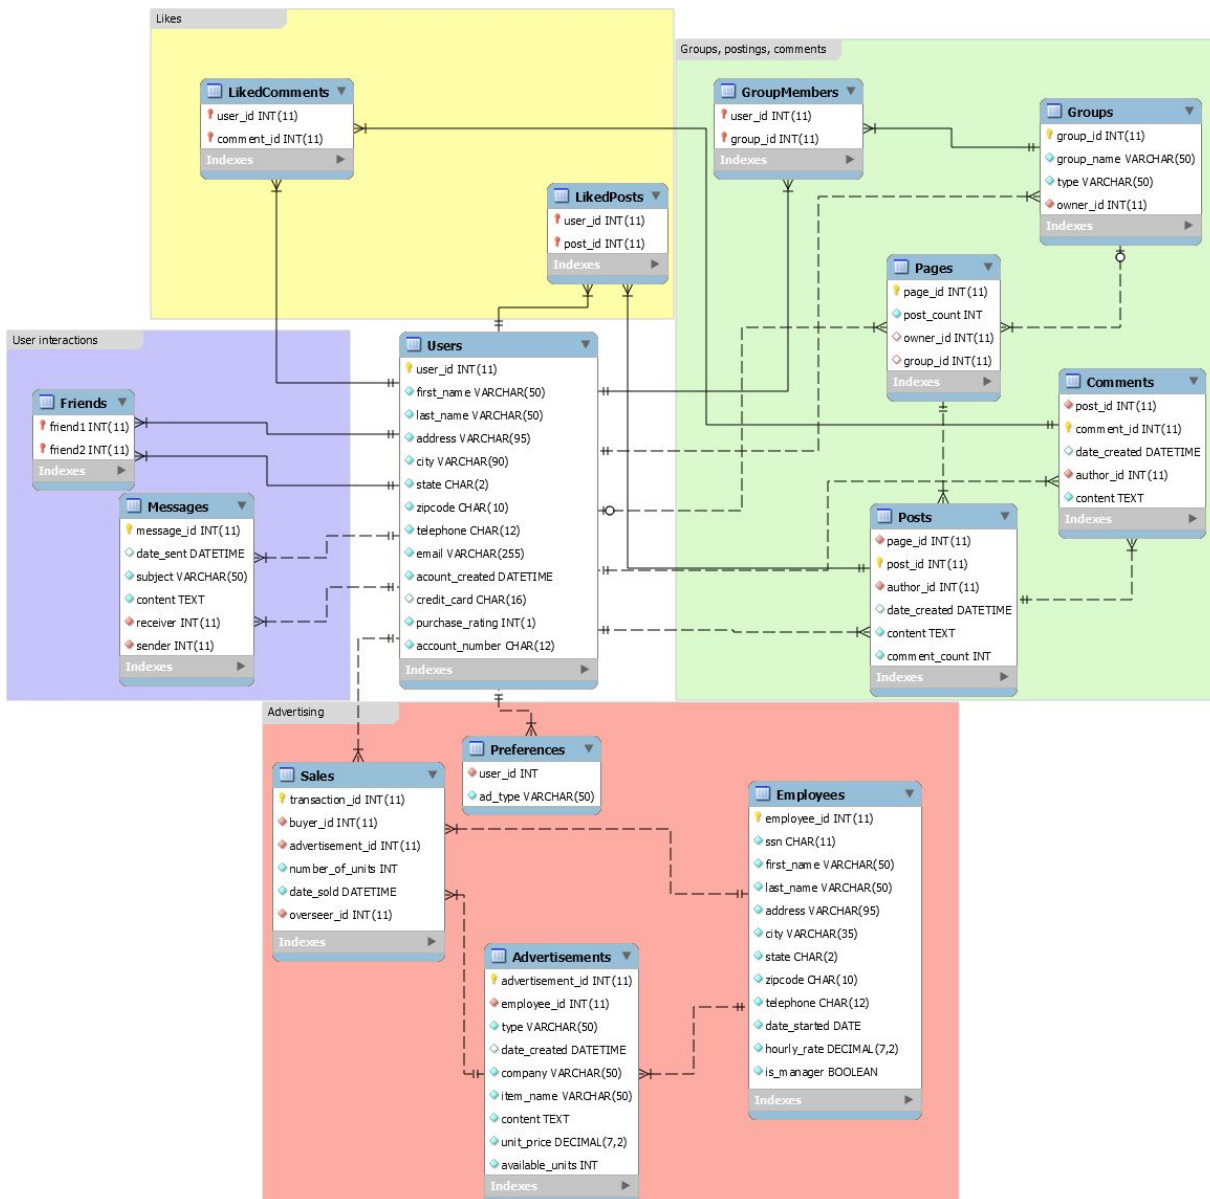 Likes
LikedComments
user_id INT(11)
comment_id INT(11)
Indexes
LikedPosts
user_id INT(11)
post_id INT(11)
Indexes
Groups, postings, comments
GroupMembers
user_id INT(11)
group_id INT(11)
Indexes
Groups
group_id INT(11)
group_name VARCHAR(50)
type VARCHAR(50)
owner_id INT(11)
Indexes
Pages
page_id INT(11)
post_count INT
owner_id INT(11)
group_id INT(11)
Indexes
Comments
post_id INT(11)
comment_id INT(11)
date_created DATETIME
author_id INT(11)
content TEXT
Indexes
Posts
page_id INT(11)
post_id INT(11)
author_id INT(11)
date_created DATETIME
content TEXT
comment_count INT
Indexes
User interactions
Friends
friend1 INT(11)
friend2 INT(11)
Indexes
Messages
message_id INT(11)
date_sent DATETIME
subject VARCHAR(50)
content TEXT
receiver INT(11)
sender INT(11)
Indexes
Users
user_id INT(11)
first_name VARCHAR(50)
last_name VARCHAR(50)
address VARCHAR(95)
city VARCHAR(90)
state CHAR(2)
zipcode CHAR(10)
telephone CHAR(12)
email VARCHAR(255)
acount_created DATETIME
credit_card CHAR(16)
purchase_rating INT(1)
account_number CHAR(12)
Indexes
Advertising
Sales
transaction_id INT(11)
buyer_id INT(11)
advertisement_id INT(11)
number_of_units INT
date_sold DATETIME
overseer_id INT(11)
Indexes
Preferences
user_id INT
ad_type VARCHAR(50)
Indexes
Employees
employee_id INT(11)
ssn CHAR(11)
first_name VARCHAR(50)
last_name VARCHAR(50)
address VARCHAR(95)
city VARCHAR(35)
state CHAR(2)
zipcode CHAR(10)
telephone CHAR(12)
date_started DATE
hourly_rate DECIMAL(7,2)
is_manager BOOLEAN
Indexes
Advertisements
advertisement_id INT(11)
employee_id INT(11)
type VARCHAR(50)
date_created DATETIME
company VARCHAR(50)
item_name VARCHAR(50)
content TEXT
unit_price DECIMAL(7,2)
available_units INT
Indexes